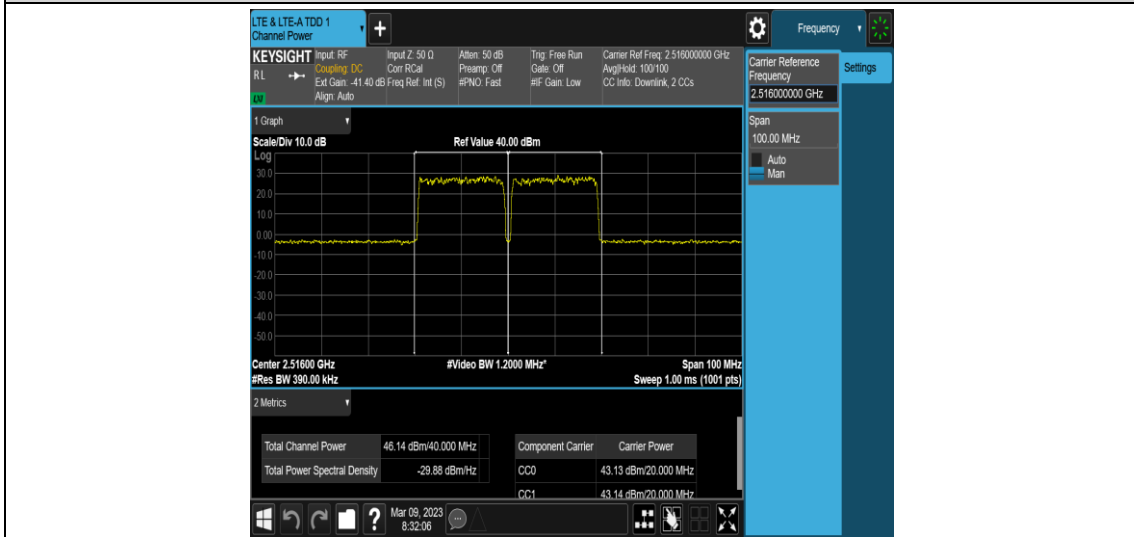 LTE & LTE-A TDD 1
Channel Power
Frequency
KEYSIGHT
Input: RF
Input Z: 50 Ω
Atten: 50 dB
Trig: Free Run
Carrier Ref Freq: 2.516000000 GHz
RL
Coupling: DC
Corr RCal
Preamp: Off
Gate: Off
Avg|Hold: 100/100
Ext Gain: -41.40 dB
Freq Ref: Int (S)
#PNO: Fast
#IF Gain: Low
CC Info: Downlink, 2 CCs
Align: Auto
Carrier Reference
Frequency
2.516000000 GHz
Settings
Span
100.00 MHz
Auto
Man
1 Graph
Scale/Div 10.0 dB
Ref Value 40.00 dBm
Log
30.0
20.0
10.0
0.00
-10.0
-20.0
-30.0
-40.0
-50.0
Center 2.51600 GHz
#Video BW 1.2000 MHz*
Span 100 MHz
#Res BW 390.00 kHz
Sweep 1.00 ms (1001 pts)
2 Metrics
Total Channel Power
46.14 dBm/40.000 MHz
Total Power Spectral Density
-29.88 dBm/Hz
Component Carrier
Carrier Power
CC0
43.13 dBm/20.000 MHz
CC1
43.14 dBm/20.000 MHz
?
Mar 09, 2023
8:32:06